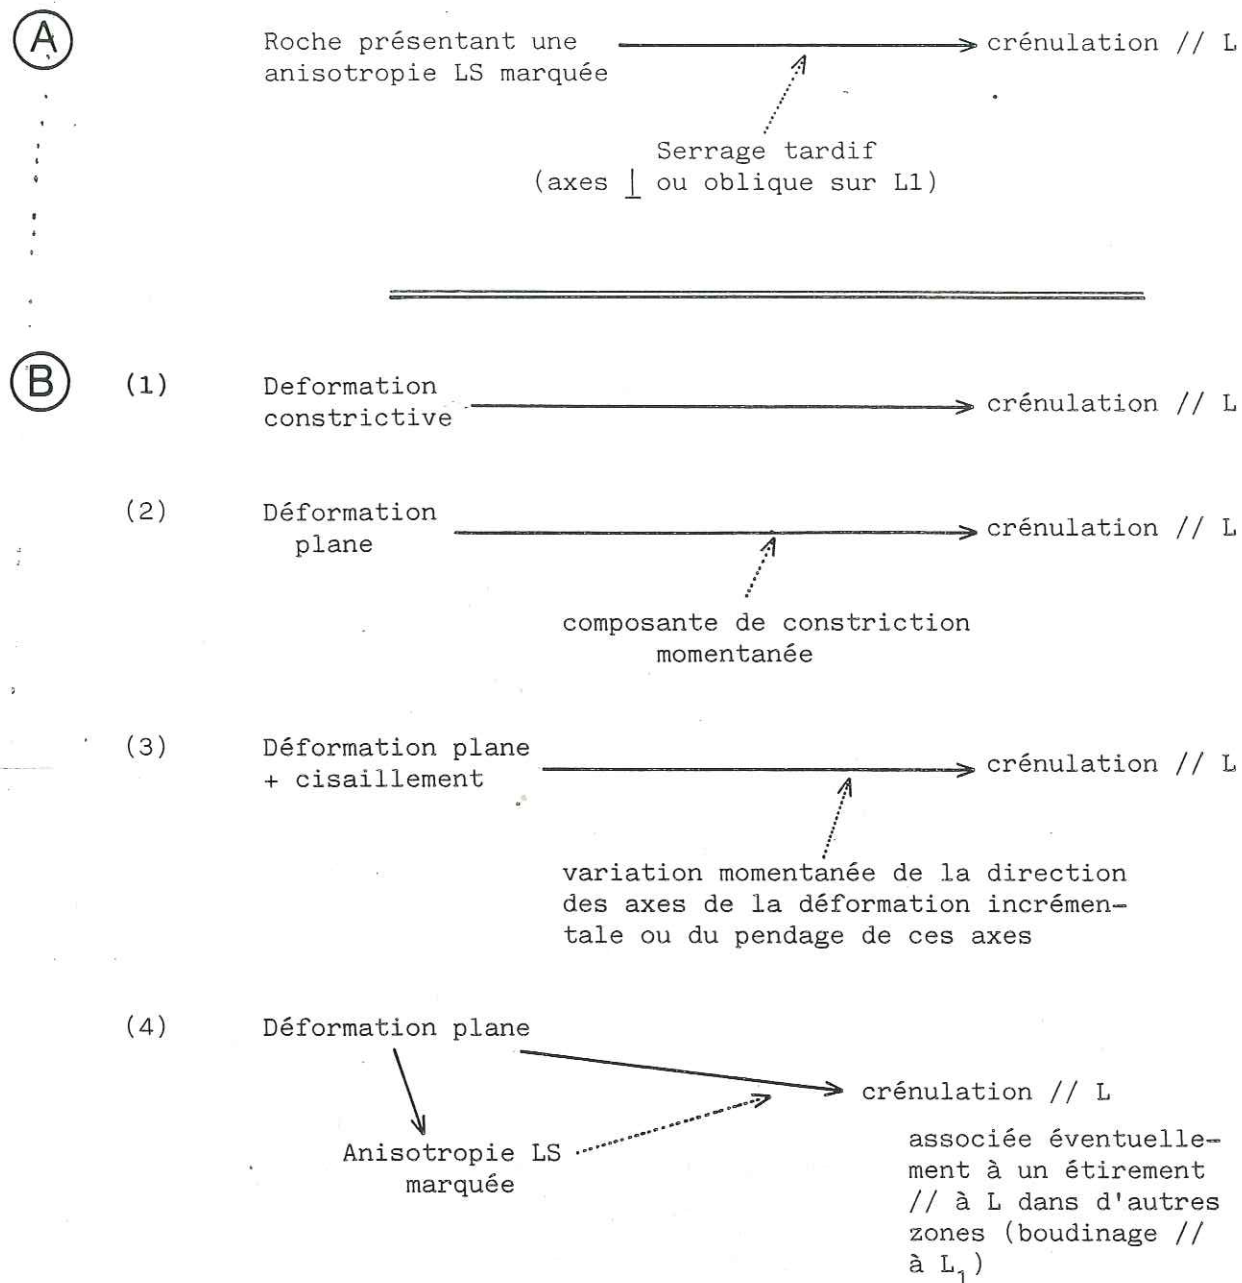 A
Roche présentant une
anisotropie LS marquée
crénulation // L
Serrage tardif
(axes ⊥ ou oblique sur L1)
B
(1)
Deformation
constrictive
crénulation // L
(2)
Déformation
plane
crénulation // L
composante de constriction
momentanée
(3)
Déformation plane
+ cisaillement
crénulation // L
variation momentanée de la direction
des axes de la déformation incrémen-
tale ou du pendage de ces axes
(4)
Déformation plane
crénulation // L
Anisotropie LS
marquée
associée éventuelle-
ment à un étirement
// à L dans d'autres
zones (boudinage //
à L₁)